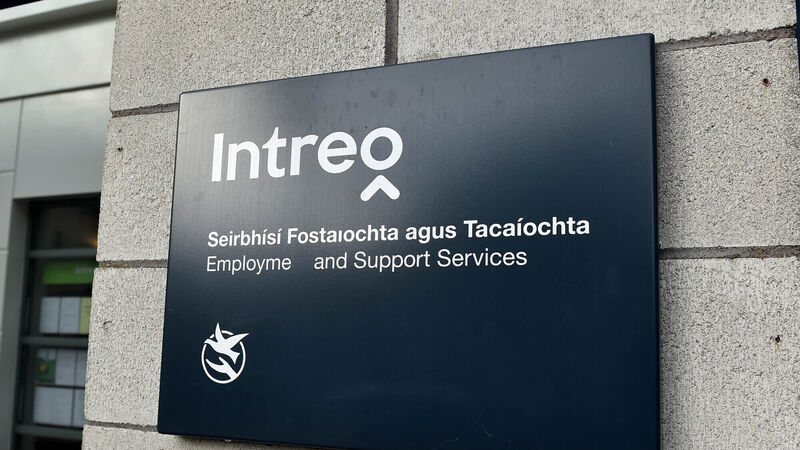 Intreo
Seirbhísí Fostaıochta agus Tacaíochta
Employme and Support Services